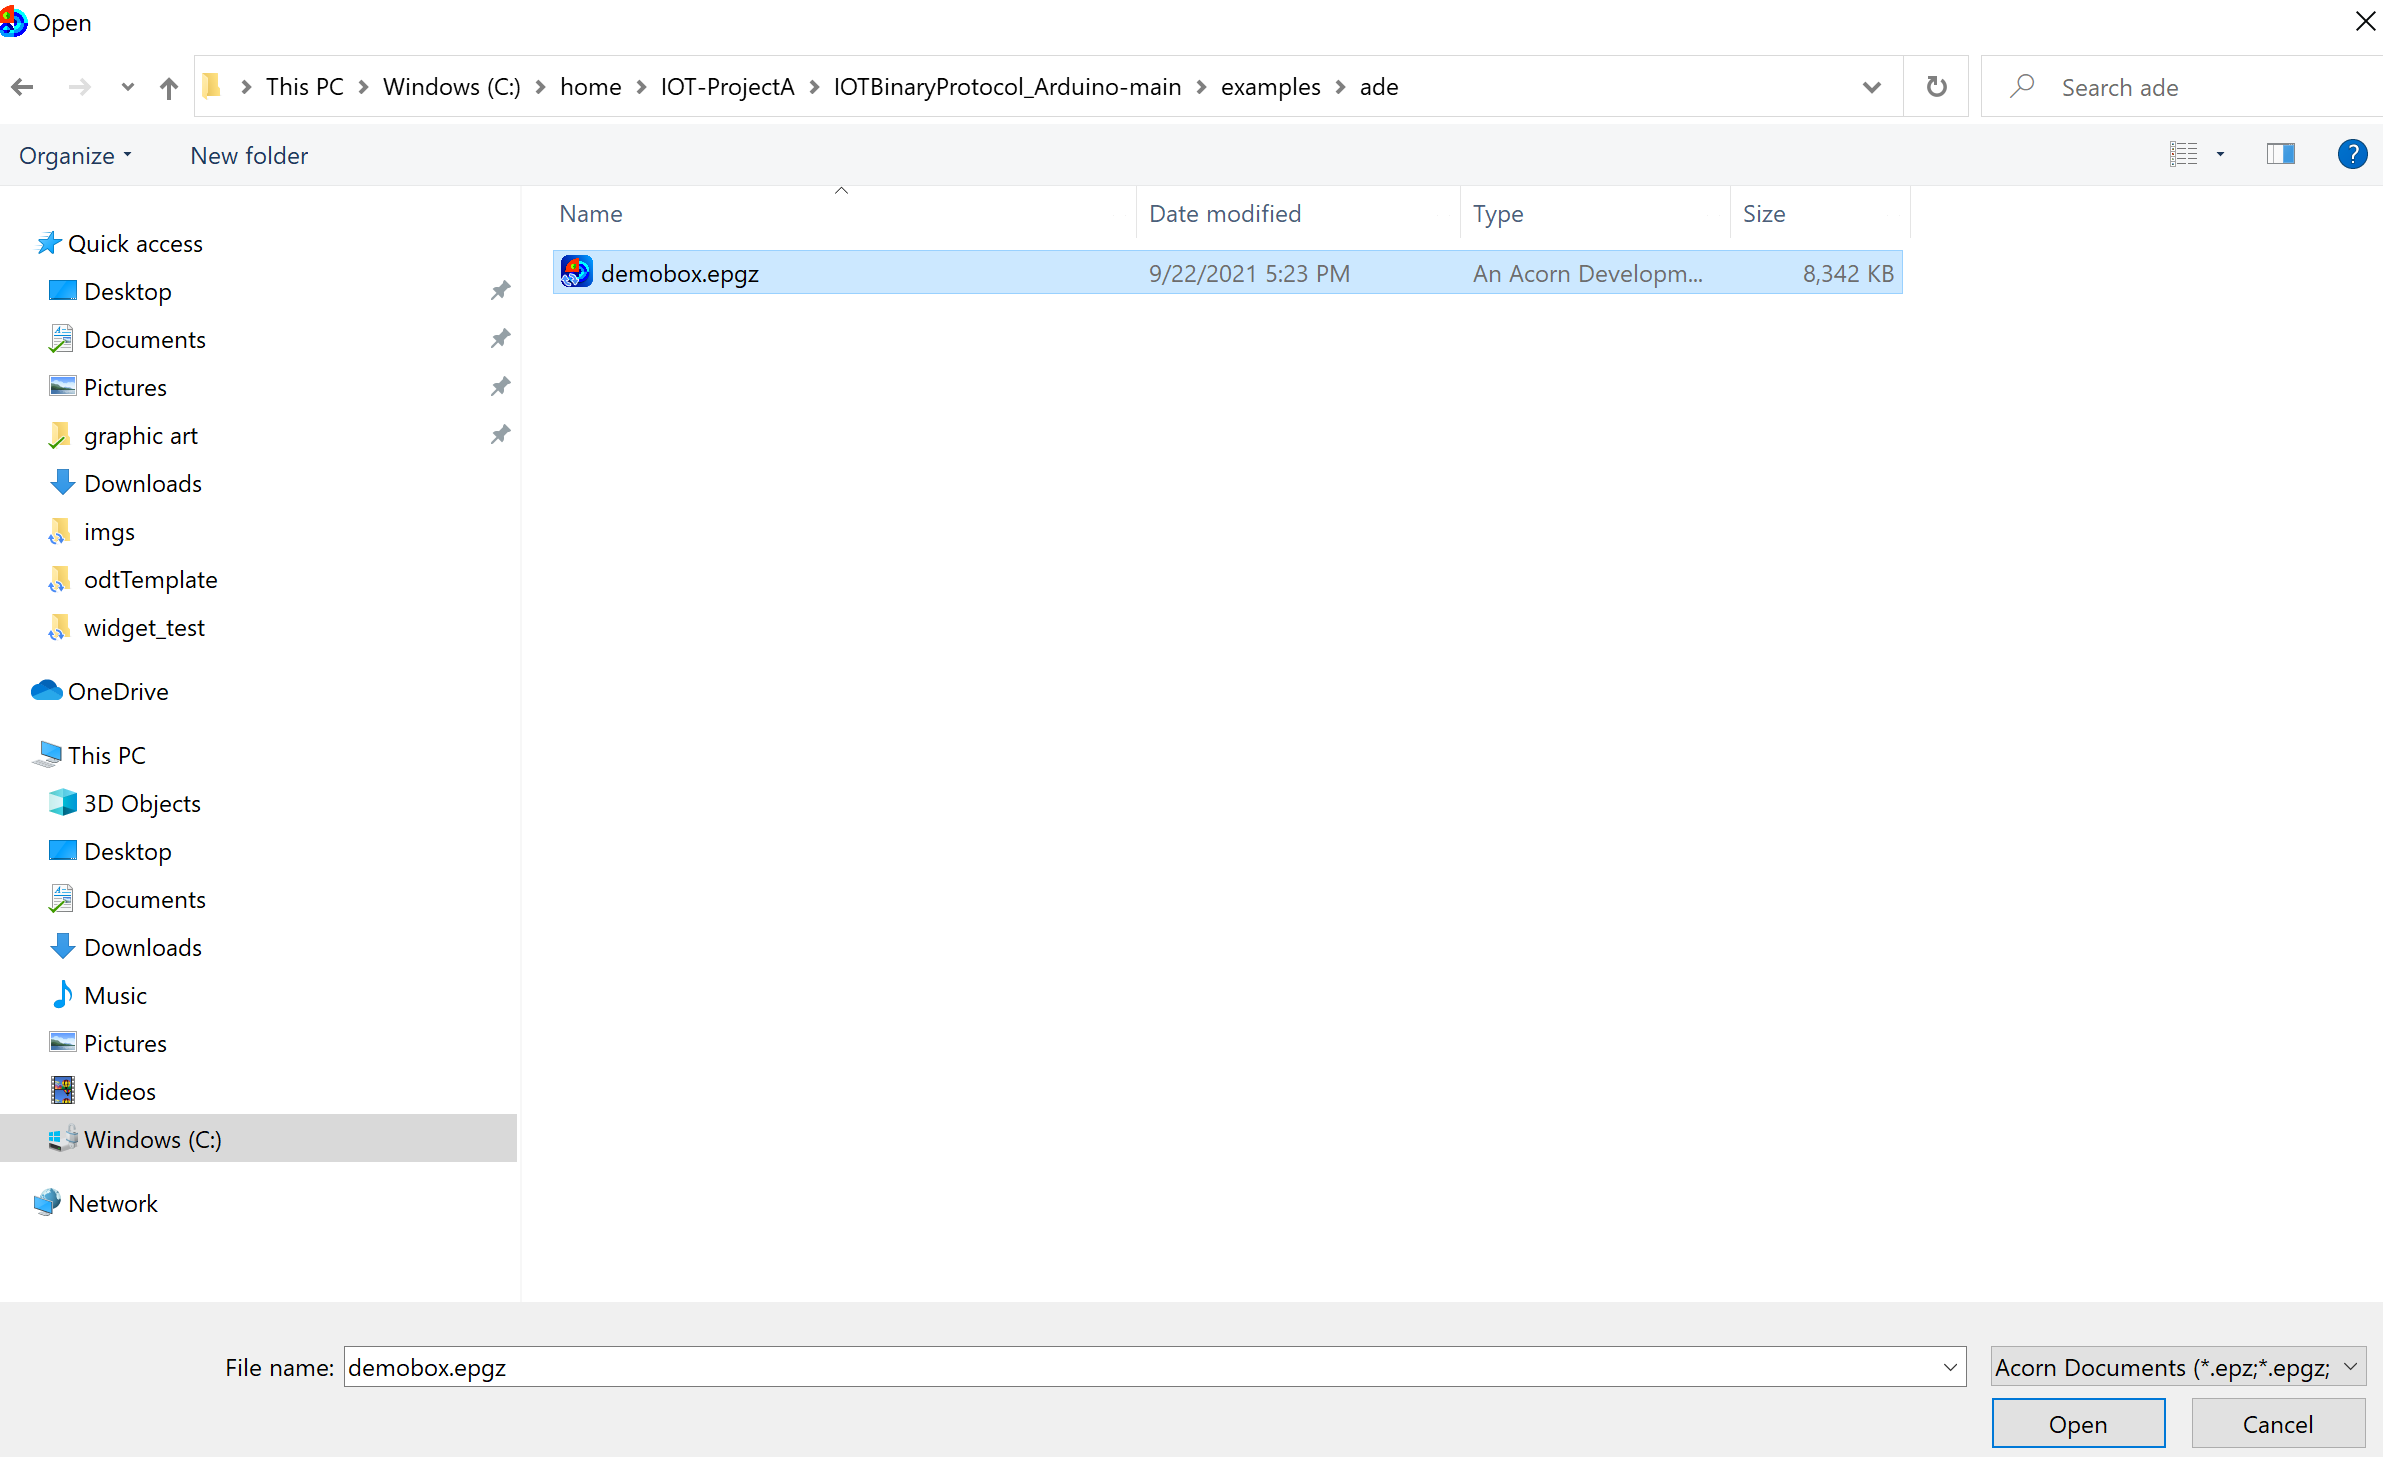 Open
This PC Windows (C:) home IOT-ProjectA IOTBinaryProtocol_Arduino-main examples ade
Search ade
Organize New folder
?
Name Date modified Type Size
demobox.epgz 9/22/2021 5:23 PM An Acorn Developm... 8,342 KB
Quick access
Desktop
Documents
Pictures
graphic art
Downloads
imgs
odtTemplate
widget_test
OneDrive
This PC
3D Objects
Desktop
Documents
Downloads
Music
Pictures
Videos
Windows (C:)
Network
File name: demobox.epgz
Acorn Documents (*.epz;*.epgz;
Open Cancel